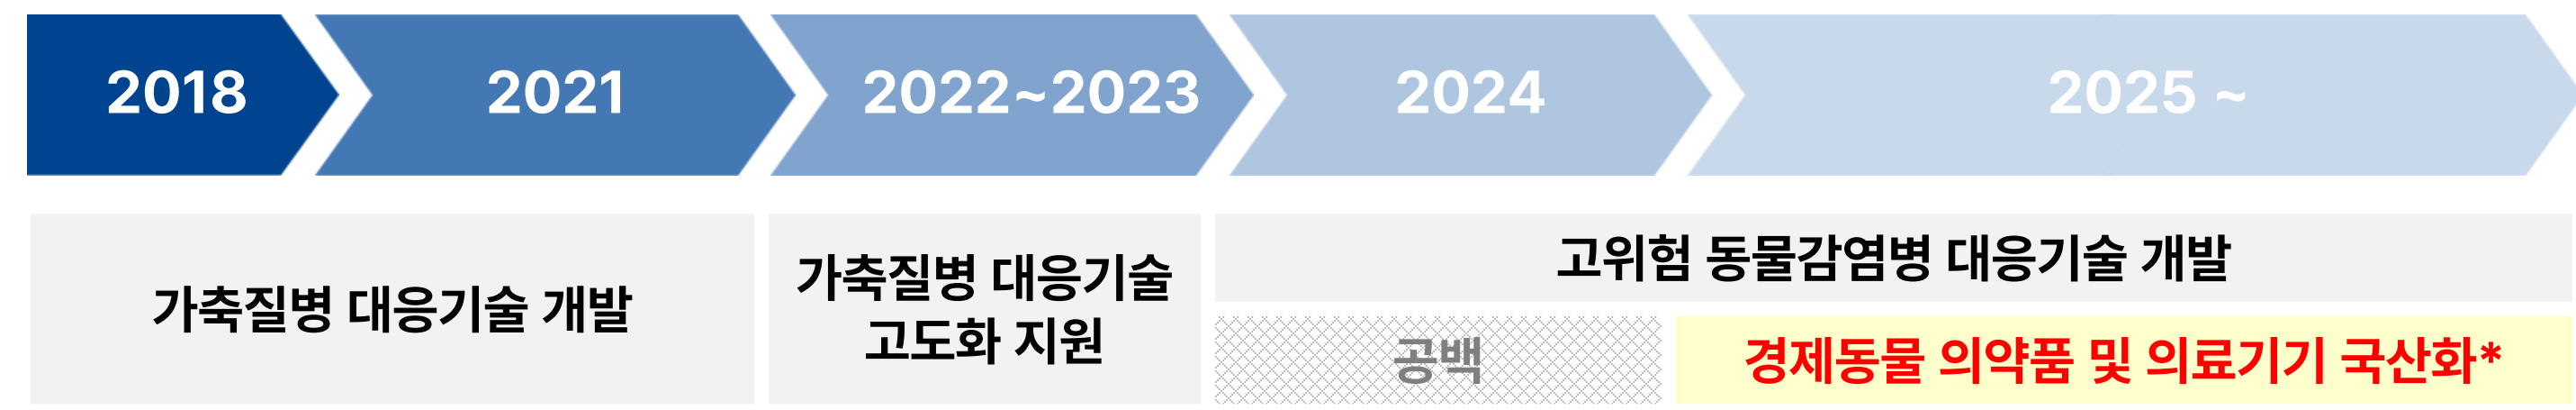 2018
2021
2022~2023
2024
2025 ~
가축질병 대응기술 개발
가축질병 대응기술
고도화 지원
고위험 동물감염병 대응기술 개발
공백
경제동물 의약품 및 의료기기 국산화*